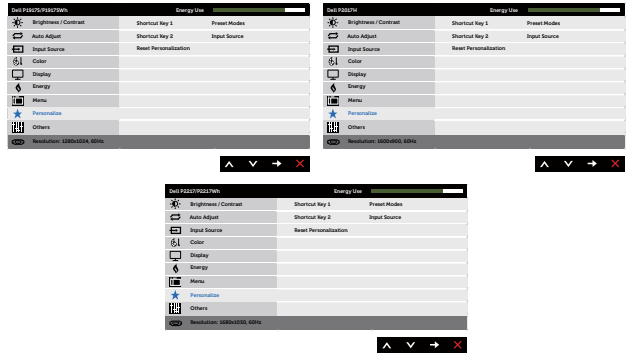 Dell P1917S/P1917SWh Energy Use
Brightness / Contrast Shortcut Key 1 Preset Modes
Auto Adjust Shortcut Key 2 Input Source
Input Source Reset Personalization
Color
Display
Energy
Menu
Personalize
Others
Resolution: 1280x1024, 60Hz
Dell P2017H Energy Use
Brightness / Contrast Shortcut Key 1 Preset Modes
Auto Adjust Shortcut Key 2 Input Source
Input Source Reset Personalization
Color
Display
Energy
Menu
Personalize
Others
Resolution: 1600x900, 60Hz
Dell P2217/P2217Wh Energy Use
Brightness / Contrast Shortcut Key 1 Preset Modes
Auto Adjust Shortcut Key 2 Input Source
Input Source Reset Personalization
Color
Display
Energy
Menu
Personalize
Others
Resolution: 1680x1050, 60Hz